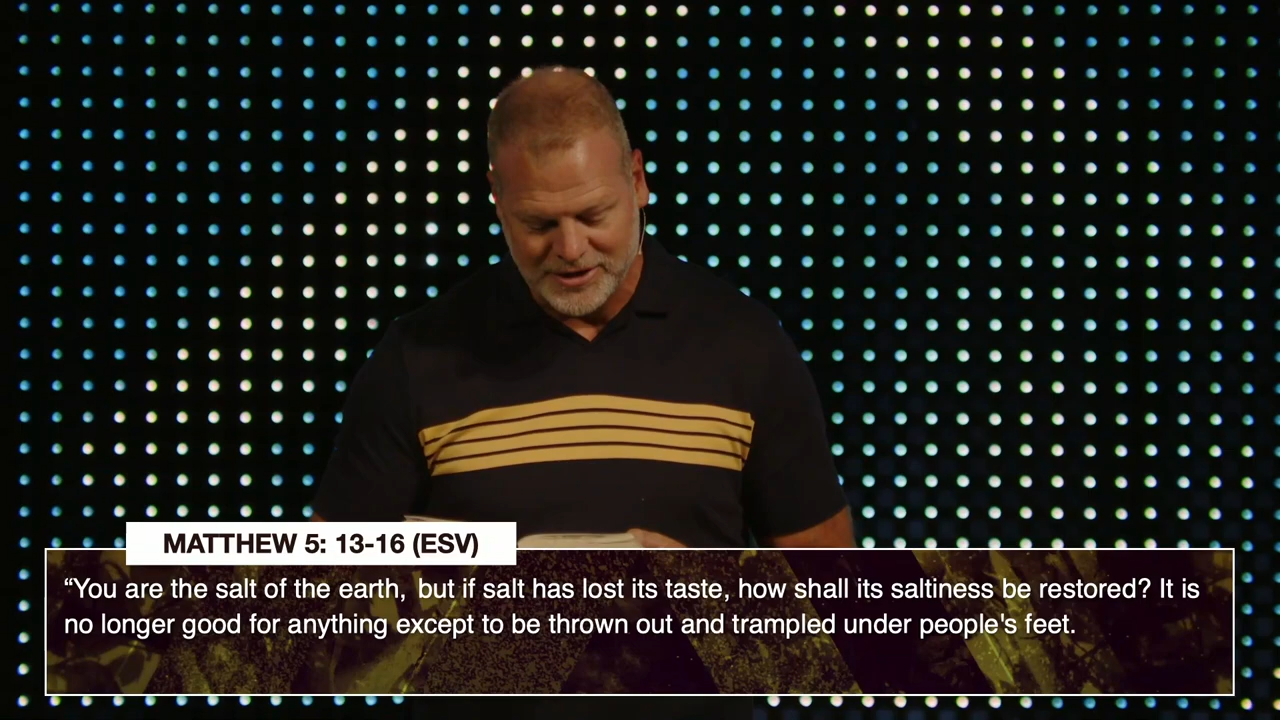 MATTHEW 5: 13-16 (ESV)
“You are the salt of the earth, but if salt has lost its taste, how shall its saltiness be restored? It is
no longer good for anything except to be thrown out and trampled under people's feet.